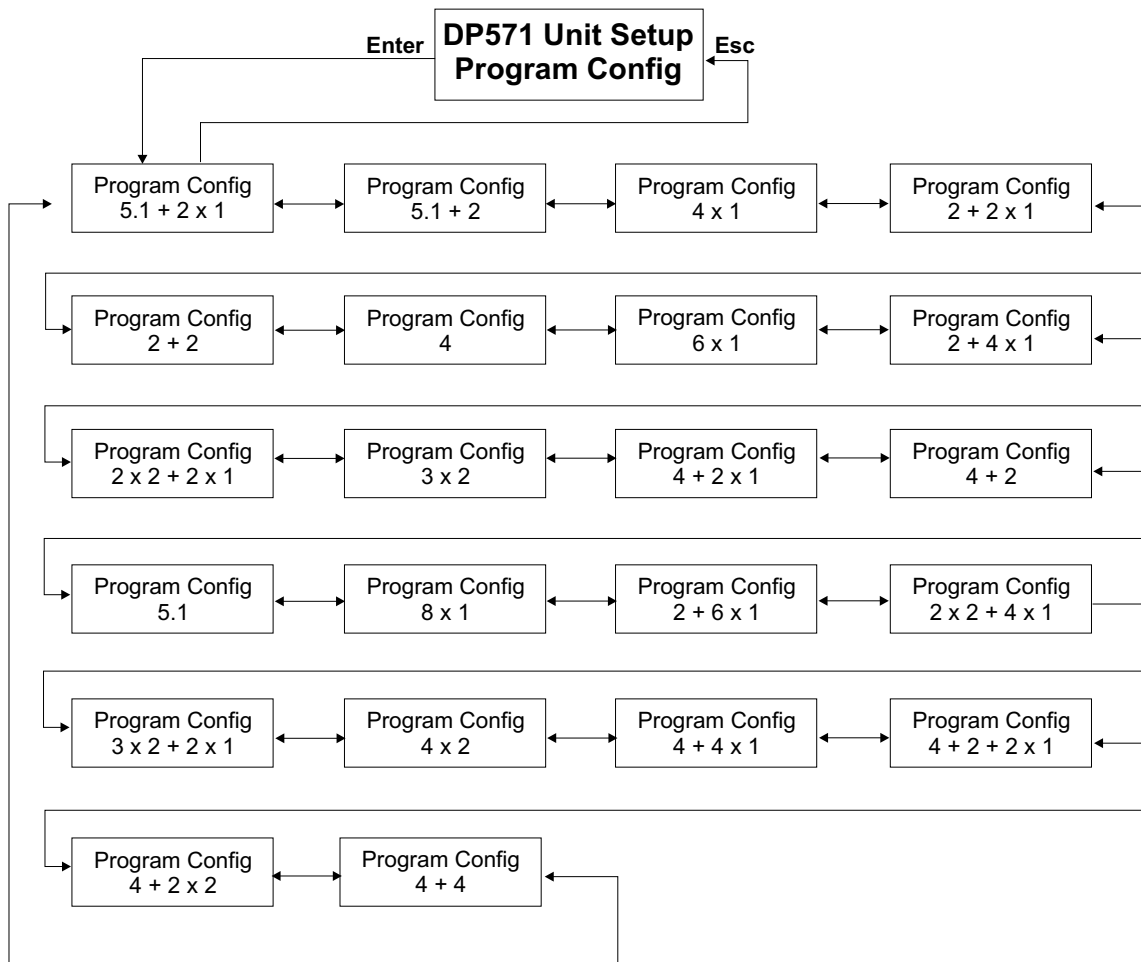 DP571 Unit Setup
Program Config
Enter
Esc
Program Config
5.1 + 2 x 1
Program Config
5.1 + 2
Program Config
4 x 1
Program Config
2 + 2 x 1
Program Config
2 + 2
Program Config
4
Program Config
6 x 1
Program Config
2 + 4 x 1
Program Config
2 x 2 + 2 x 1
Program Config
3 x 2
Program Config
4 + 2 x 1
Program Config
4 + 2
Program Config
5.1
Program Config
8 x 1
Program Config
2 + 6 x 1
Program Config
2 x 2 + 4 x 1
Program Config
3 x 2 + 2 x 1
Program Config
4 x 2
Program Config
4 + 4 x 1
Program Config
4 + 2 + 2 x 1
Program Config
4 + 2 x 2
Program Config
4 + 4